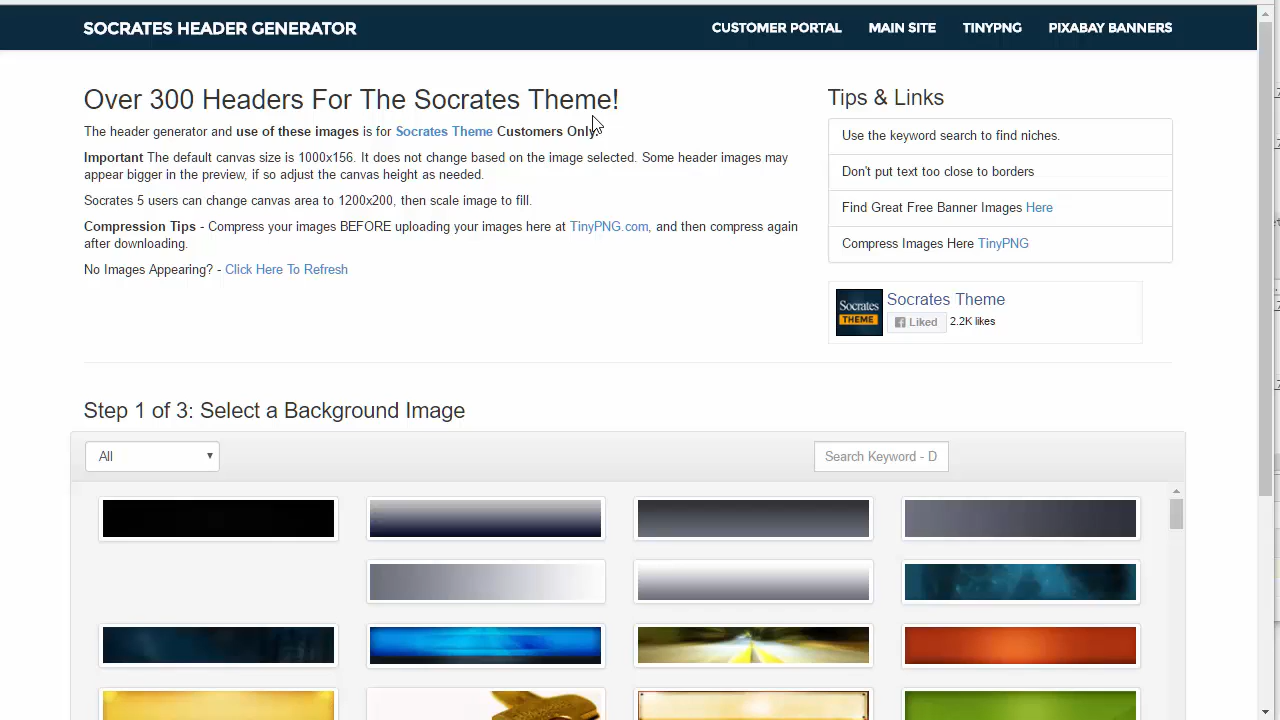 SOCRATES HEADER GENERATOR
CUSTOMER PORTAL
MAIN SITE
TINYPNG
PIXABAY BANNERS
Over 300 Headers For The Socrates Theme!
The header generator and use of these images is for Socrates Theme Customers Only.
Important The default canvas size is 1000x156. It does not change based on the image selected. Some header images may
appear bigger in the preview, if so adjust the canvas height as needed.
Socrates 5 users can change canvas area to 1200x200, then scale image to fill.
Compression Tips - Compress your images BEFORE uploading your images here at TinyPNG.com, and then compress again
after downloading.
No Images Appearing? - Click Here To Refresh
Tips & Links
Use the keyword search to find niches.
Don't put text too close to borders
Find Great Free Banner Images Here
Compress Images Here TinyPNG
Socrates
THEME
Socrates Theme
Liked
2.2K likes
Step 1 of 3: Select a Background Image
All
Search Keyword - D